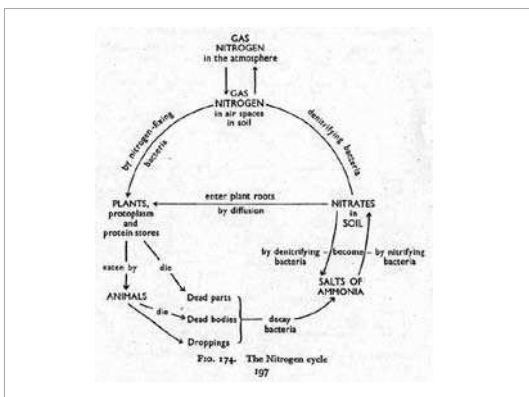 GAS
NITROGEN
in the atmosphere
GAS
NITROGEN
in air spaces
in soil
by nitrogen-fixing
bacteria
denitrifying bacteria
PLANTS,
protoplasm
and
protein stores
enter plant roots
by diffusion
NITRATES
in
SOIL
by denitrifying – become – by nitrifying
bacteria bacteria
SALTS OF
AMMONIA
eaten by
die
ANIMALS
die
Dead parts
Dead bodies
Droppings
decay
bacteria
FIG. 174. The Nitrogen cycle
197